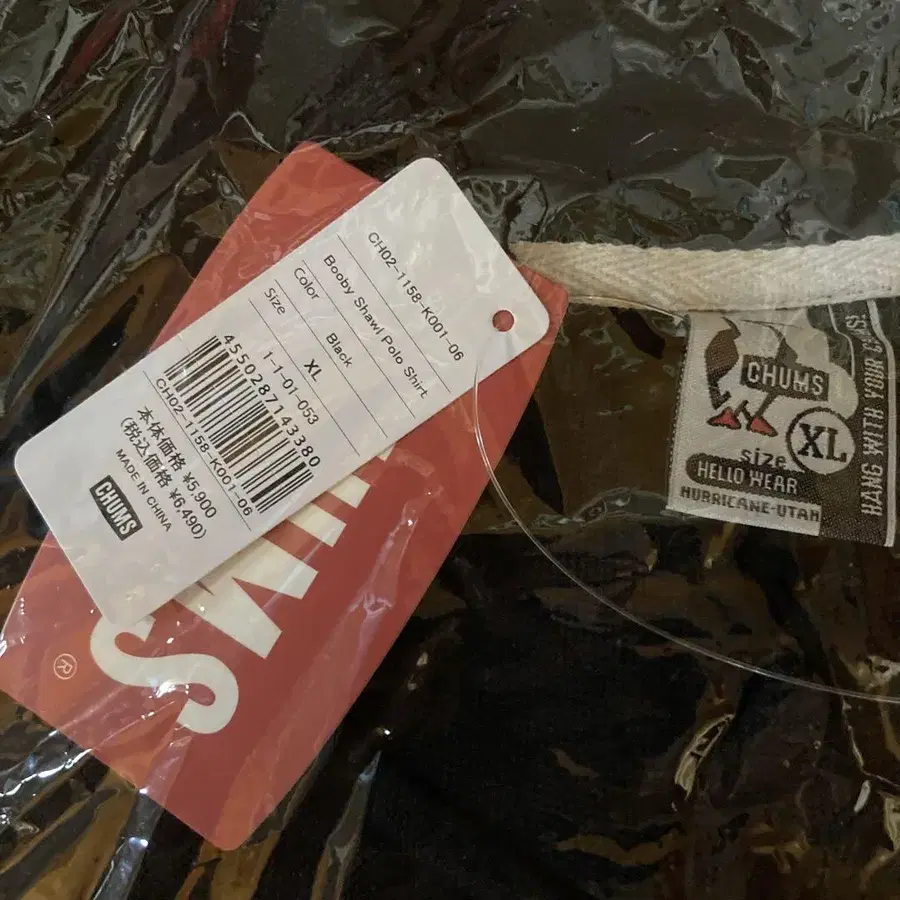 CH02-1158-K001-06
Booby Shawl Polo Shirt
Color Black
Size XL
1-1-01-053
4550287143380
CH02-1158-K001-06
本体価格 ¥5,900
(税込価格 ¥6,490)
MADE IN CHINA
CHUMS
UMS
®
CHUMS
XL
size
HELLO WEAR
HURRICANE-UTAH
HANG WITH YOUR